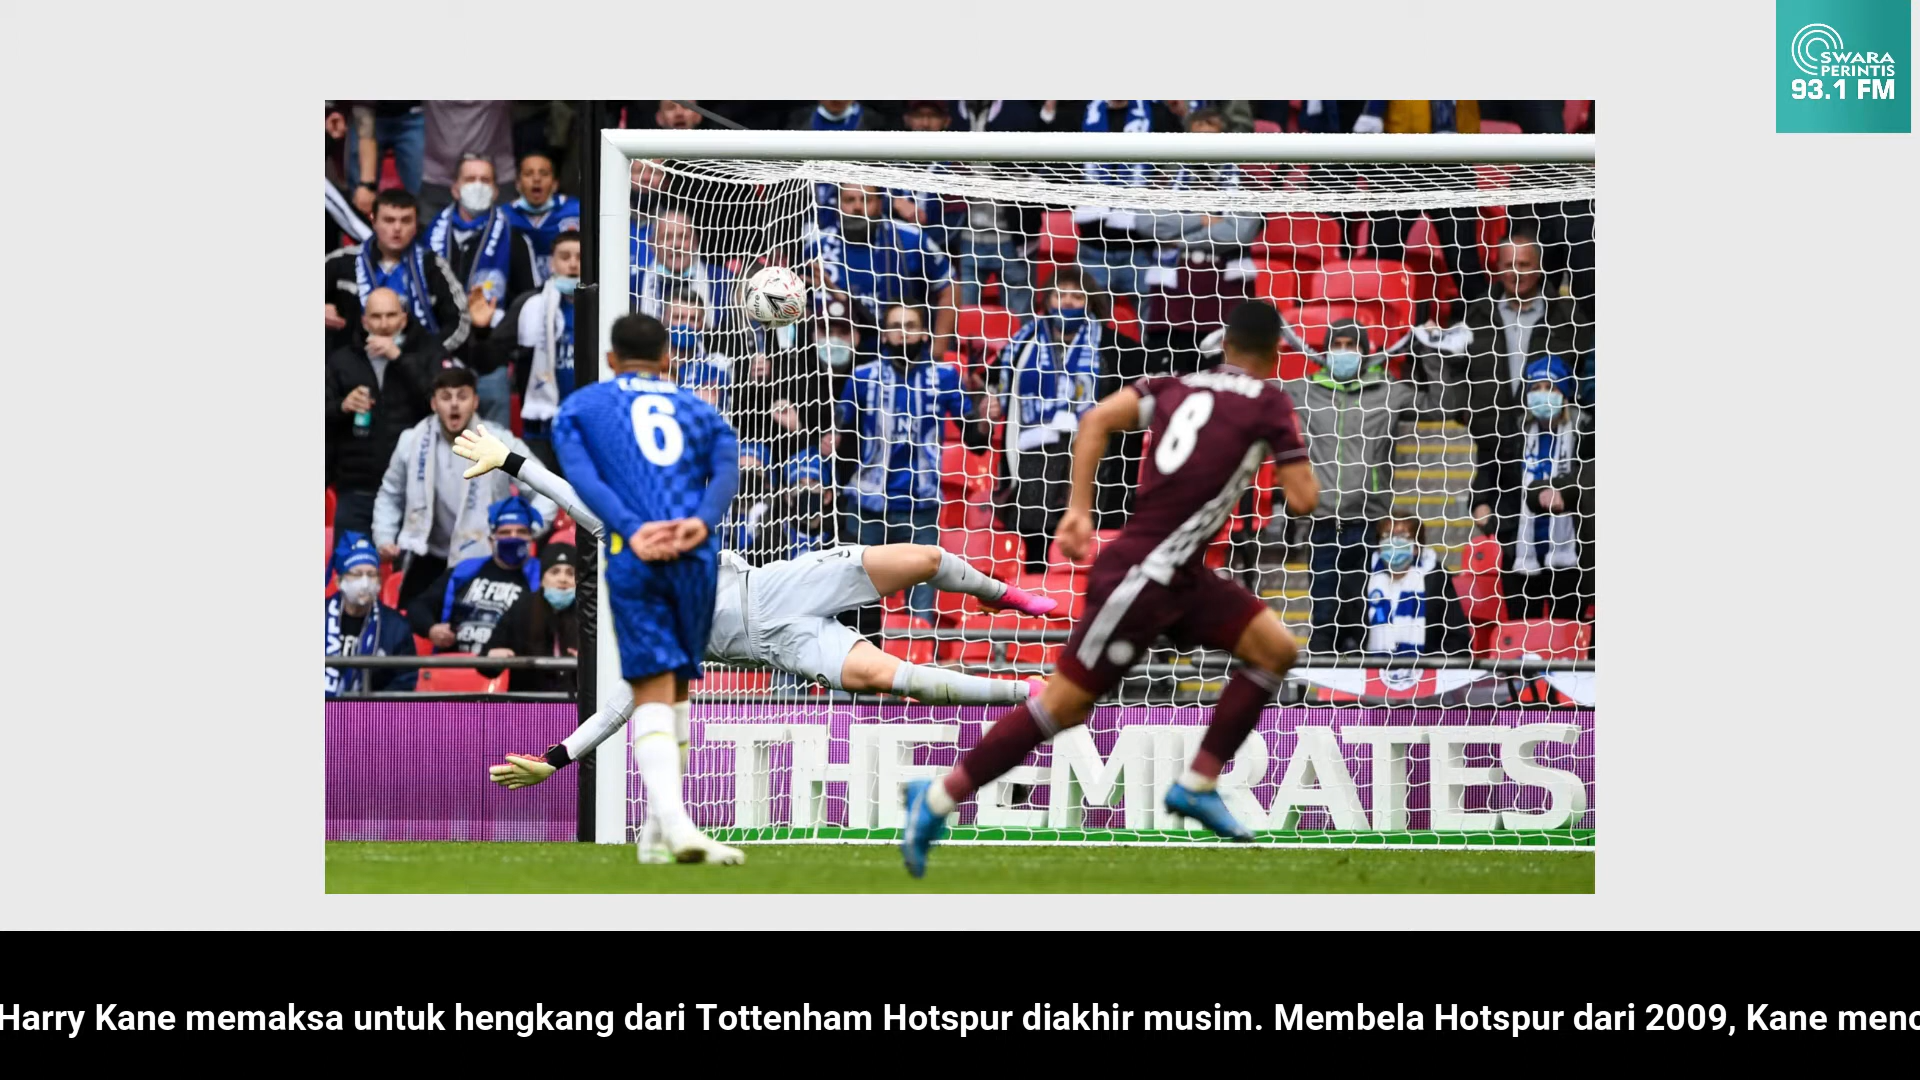 SWARA
PERINTIS
93.1 FM
6
8
THE EMIRATES
Harry Kane memaksa untuk hengkang dari Tottenham Hotspur diakhir musim. Membela Hotspur dari 2009, Kane